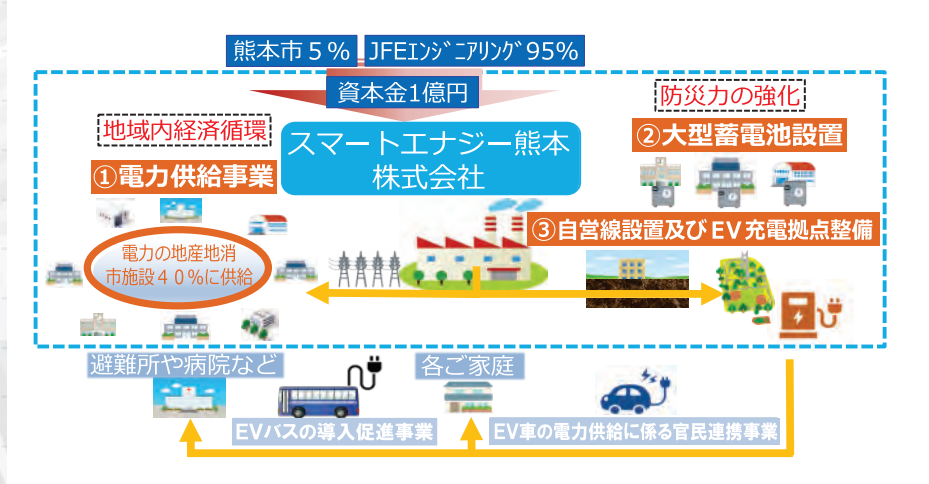 熊本市５％
JFEｴﾝｼﾞﾆｱﾘﾝｸﾞ95%
資本金1億円
スマートエナジー熊本
株式会社
地域内経済循環
①電力供給事業
防災力の強化
②大型蓄電池設置
③自営線設置及びＥＶ充電拠点整備
電力の地産地消
市施設４０％に供給
避難所や病院など
各ご家庭
EVバスの導入促進事業
EV車の電力供給に係る官民連携事業